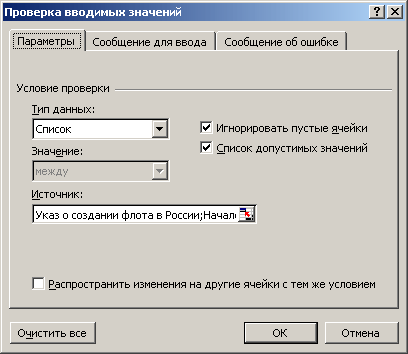 Проверка вводимых значений
Параметры Сообщение для ввода Сообщение об ошибке
Условие проверки
Тип данных:
Список Игнорировать пустые ячейки
Значение: Список допустимых значений
между
Источник:
Указ о создании флота в России;Начал
Распространить изменения на другие ячейки с тем же условием
Очистить все ОК Отмена